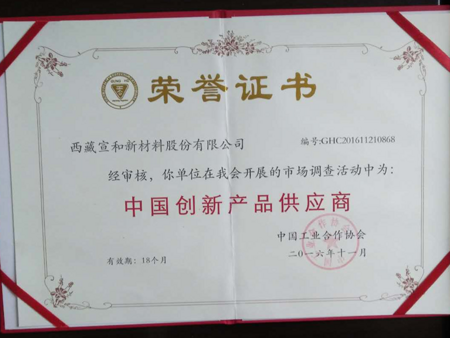 荣誉证书
西藏宣和新材料股份有限公司
编号:GHC201611210868
经审核，你单位在我会开展的市场调查活动中为:
中国创新产品供应商
中国工业合作协会
二○一六年十一月
有效期: 18个月